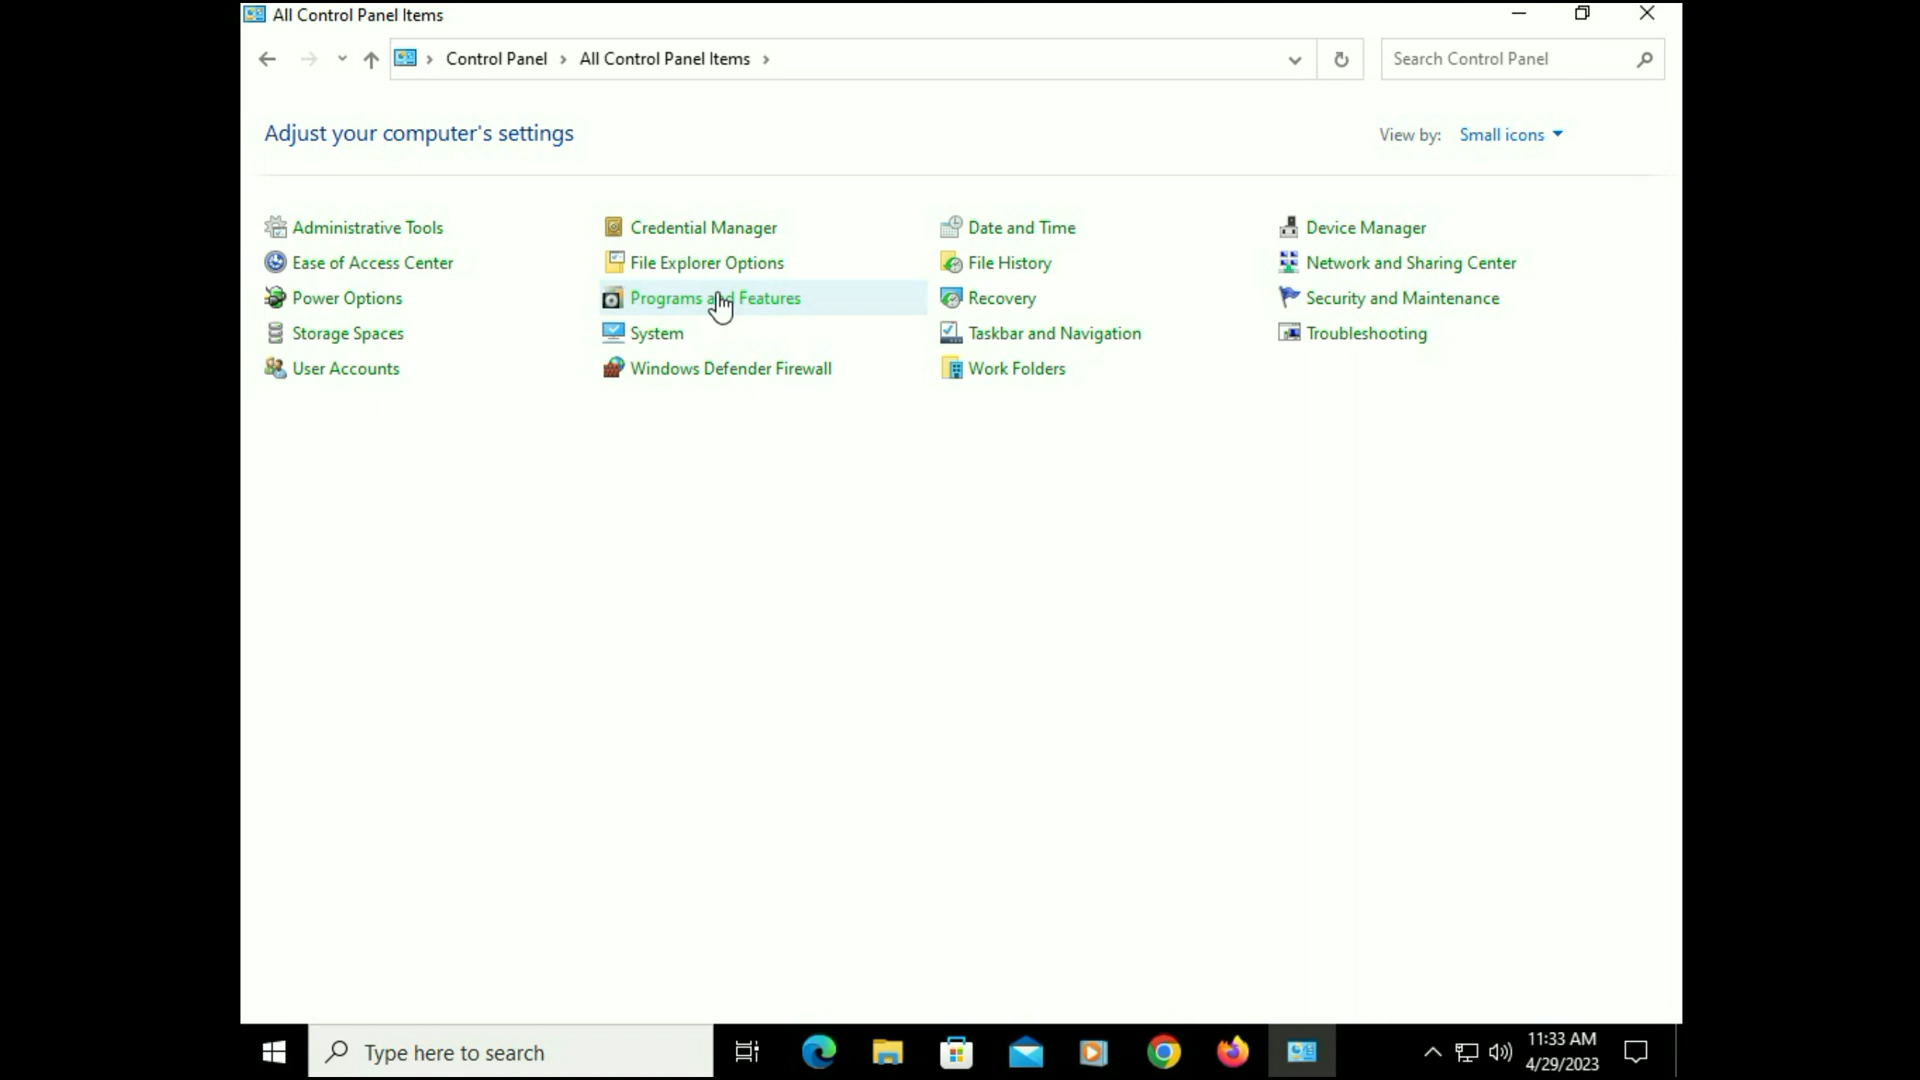 All Control Panel Items
Control Panel All Control Panel Items
Search Control Panel
Adjust your computer's settings
View by: Small icons
Administrative Tools Credential Manager Date and Time Device Manager
Ease of Access Center File Explorer Options File History Network and Sharing Center
Power Options Programs and Features Recovery Security and Maintenance
Storage Spaces System Taskbar and Navigation Troubleshooting
User Accounts Windows Defender Firewall Work Folders
Type here to search
11:33 AM
4/29/2023